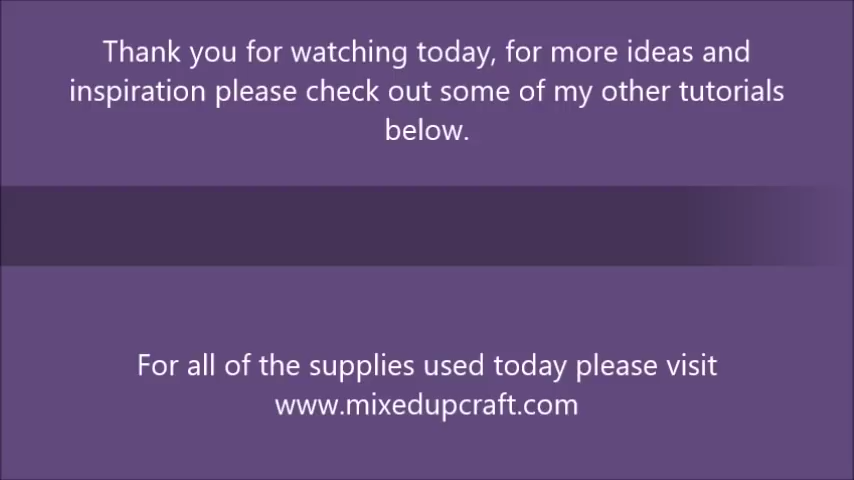 Thank you for watching today, for more ideas and
inspiration please check out some of my other tutorials
below.
For all of the supplies used today please visit
www.mixedupcraft.com